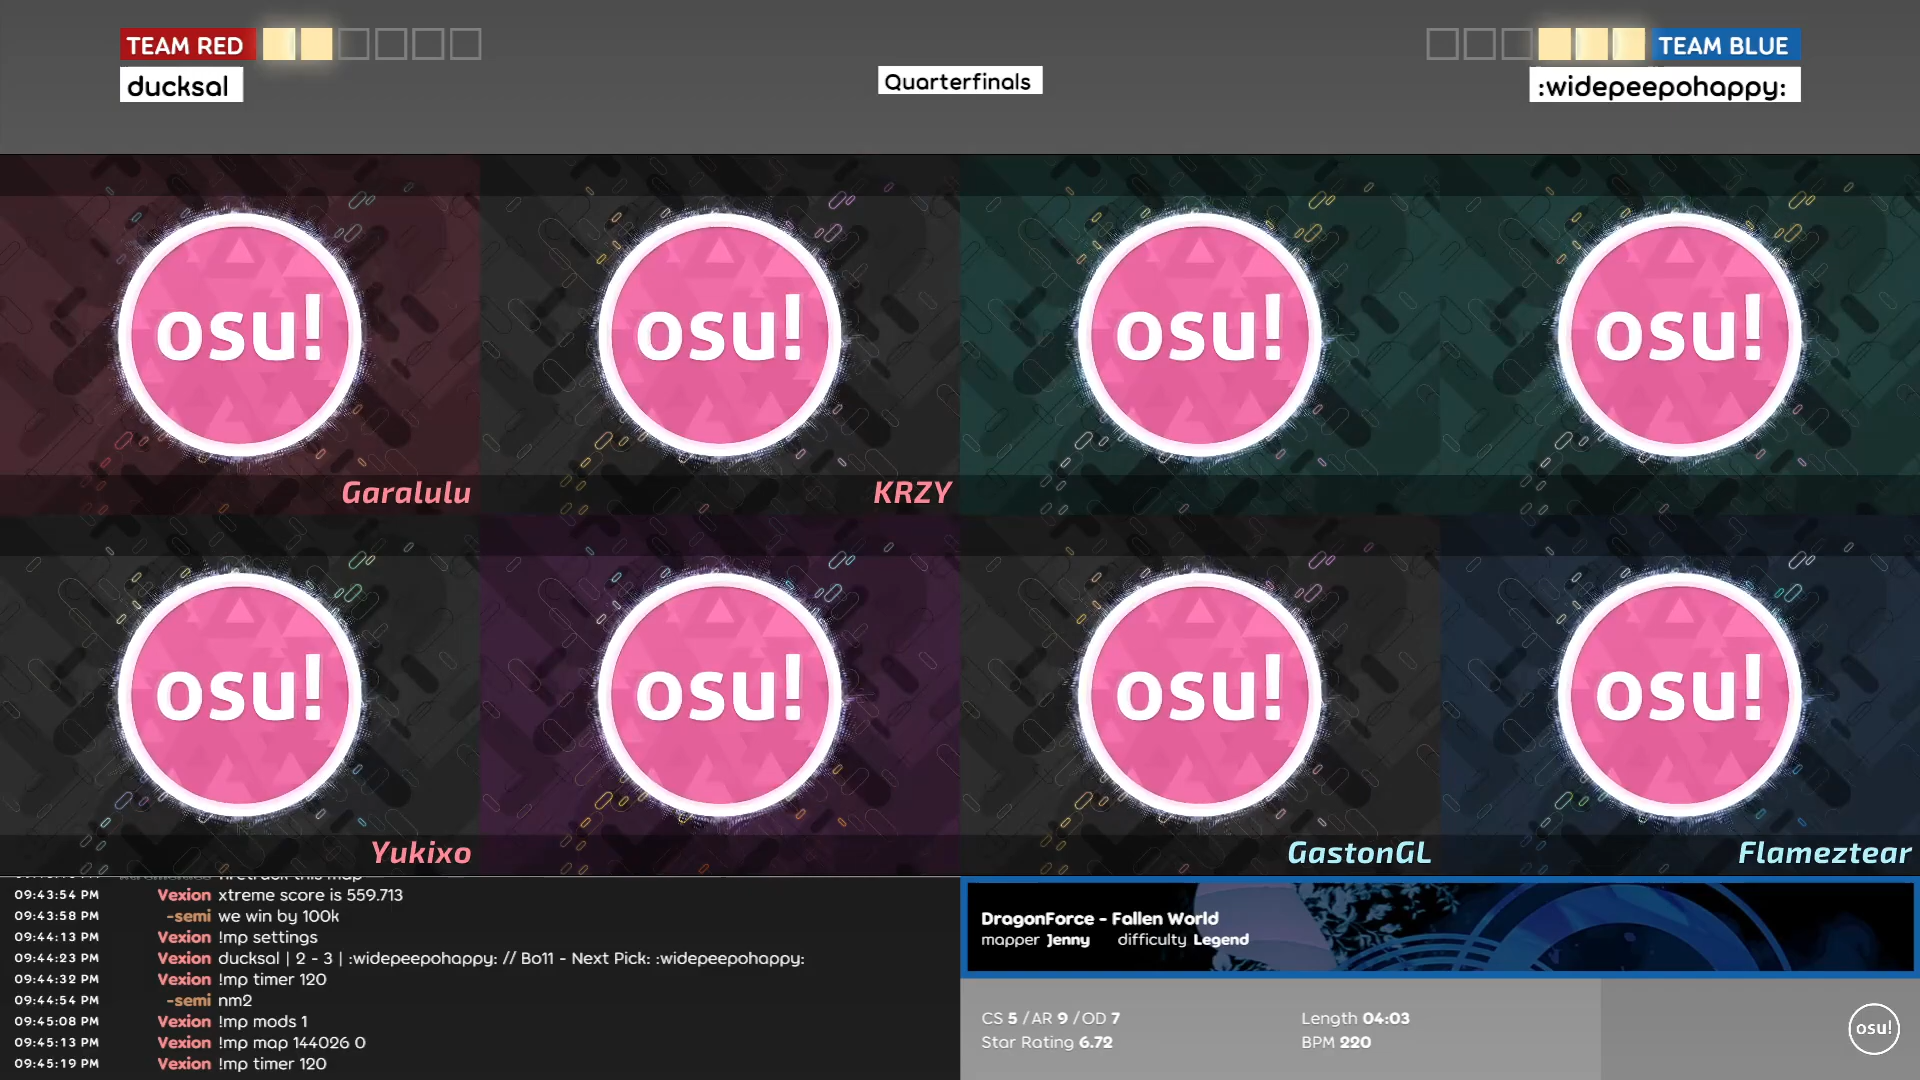 TEAM RED
ducksal
Quarterfinals
TEAM BLUE
:widepeepohappy:
osu!
osu!
osu!
osu!
Garalulu
KRZY
osu!
osu!
osu!
osu!
Yukixo
GastonGL
Flameztear
09:43:54 PM Vexion xtreme score is 559.713
09:43:58 PM -semi we win by 100k
09:44:13 PM Vexion !mp settings
09:44:23 PM Vexion ducksal | 2 - 3 | :widepeepohappy: // Bo11 - Next Pick: :widepeepohappy:
09:44:32 PM Vexion !mp timer 120
09:44:54 PM -semi nm2
09:45:08 PM Vexion !mp mods 1
09:45:13 PM Vexion !mp map 144026 0
09:45:19 PM Vexion !mp timer 120
DragonForce - Fallen World
mapper Jenny difficulty Legend
CS 5 / AR 9 / OD 7
Star Rating 6.72
Length 04:03
BPM 220
osu!